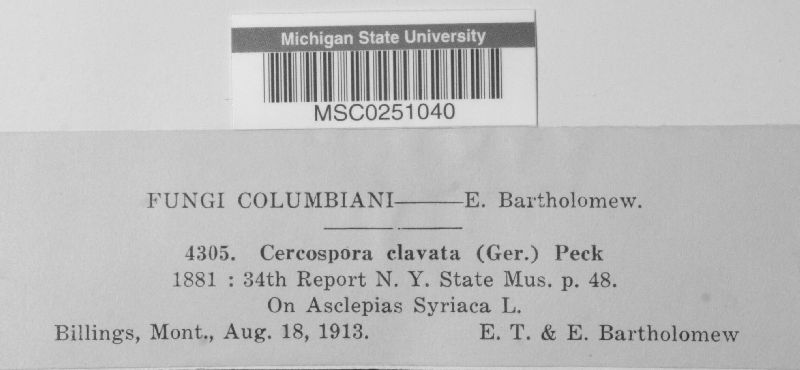 Michigan State University
MSC0251040
FUNGI COLUMBIANI——E. Bartholomew.
4305. Cercospora clavata (Ger.) Peck
1881 : 34th Report N. Y. State Mus. p. 48.
On Asclepias Syriaca L.
Billings, Mont., Aug. 18, 1913. E. T. & E. Bartholomew